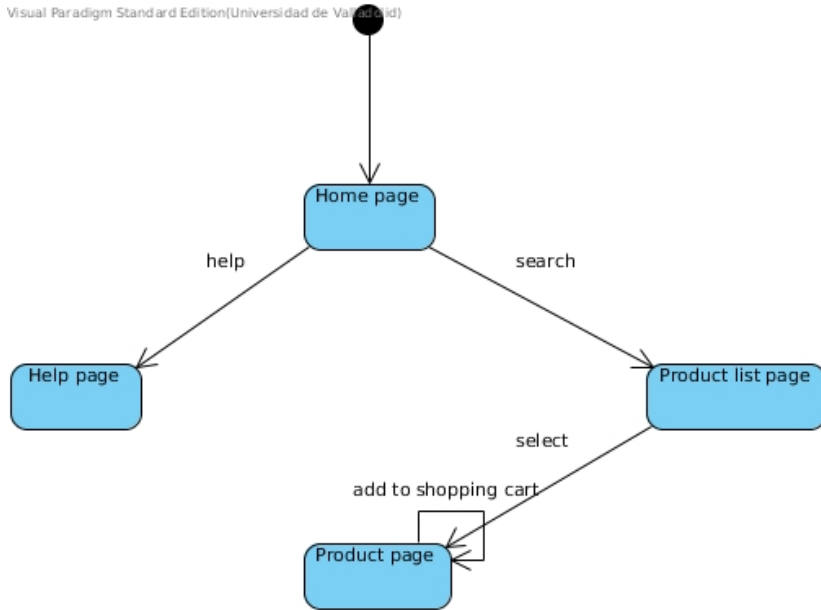 Visual Paradigm Standard Edition(Universidad de Valladolid)
Home page
help
search
Help page
Product list page
select
add to shopping cart
Product page